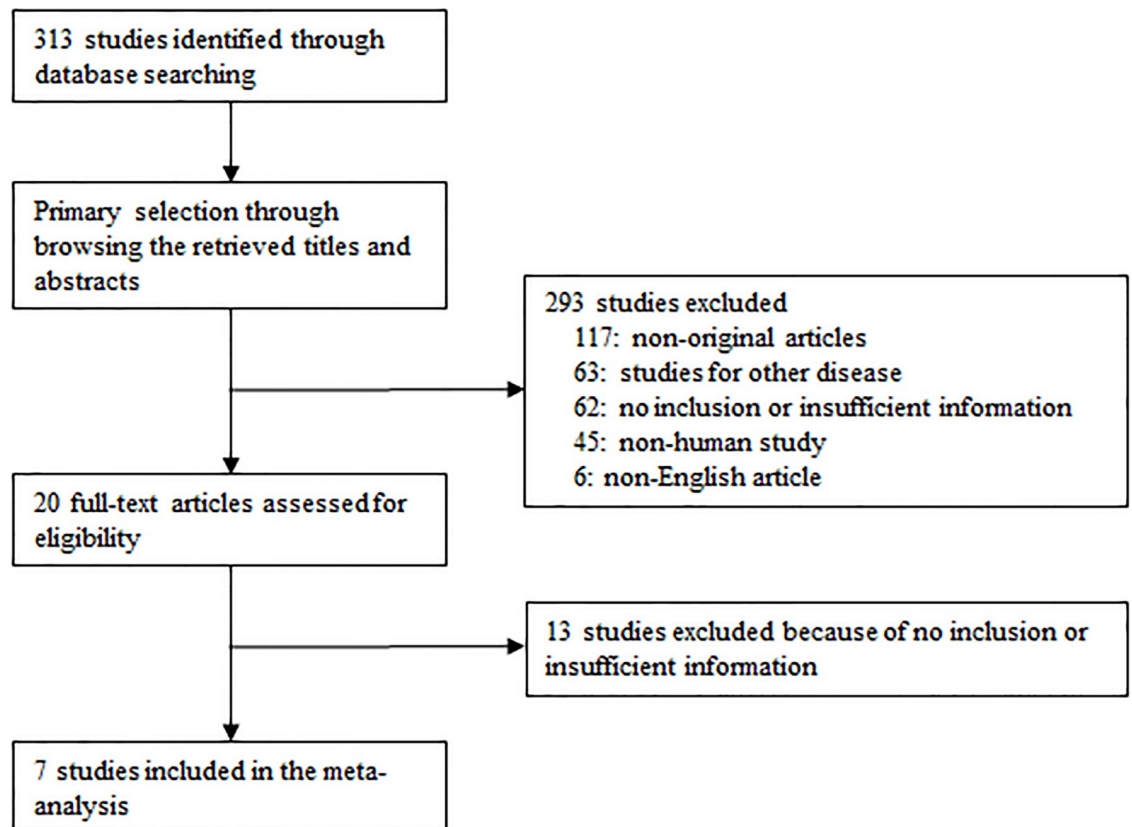 313 studies identified through
database searching
Primary selection through
browsing the retrieved titles and
abstracts
293 studies excluded
117: non-original articles
63: studies for other disease
62: no inclusion or insufficient information
45: non-human study
6: non-English article
20 full-text articles assessed for
eligibility
13 studies excluded because of no inclusion or
insufficient information
7 studies included in the meta-
analysis